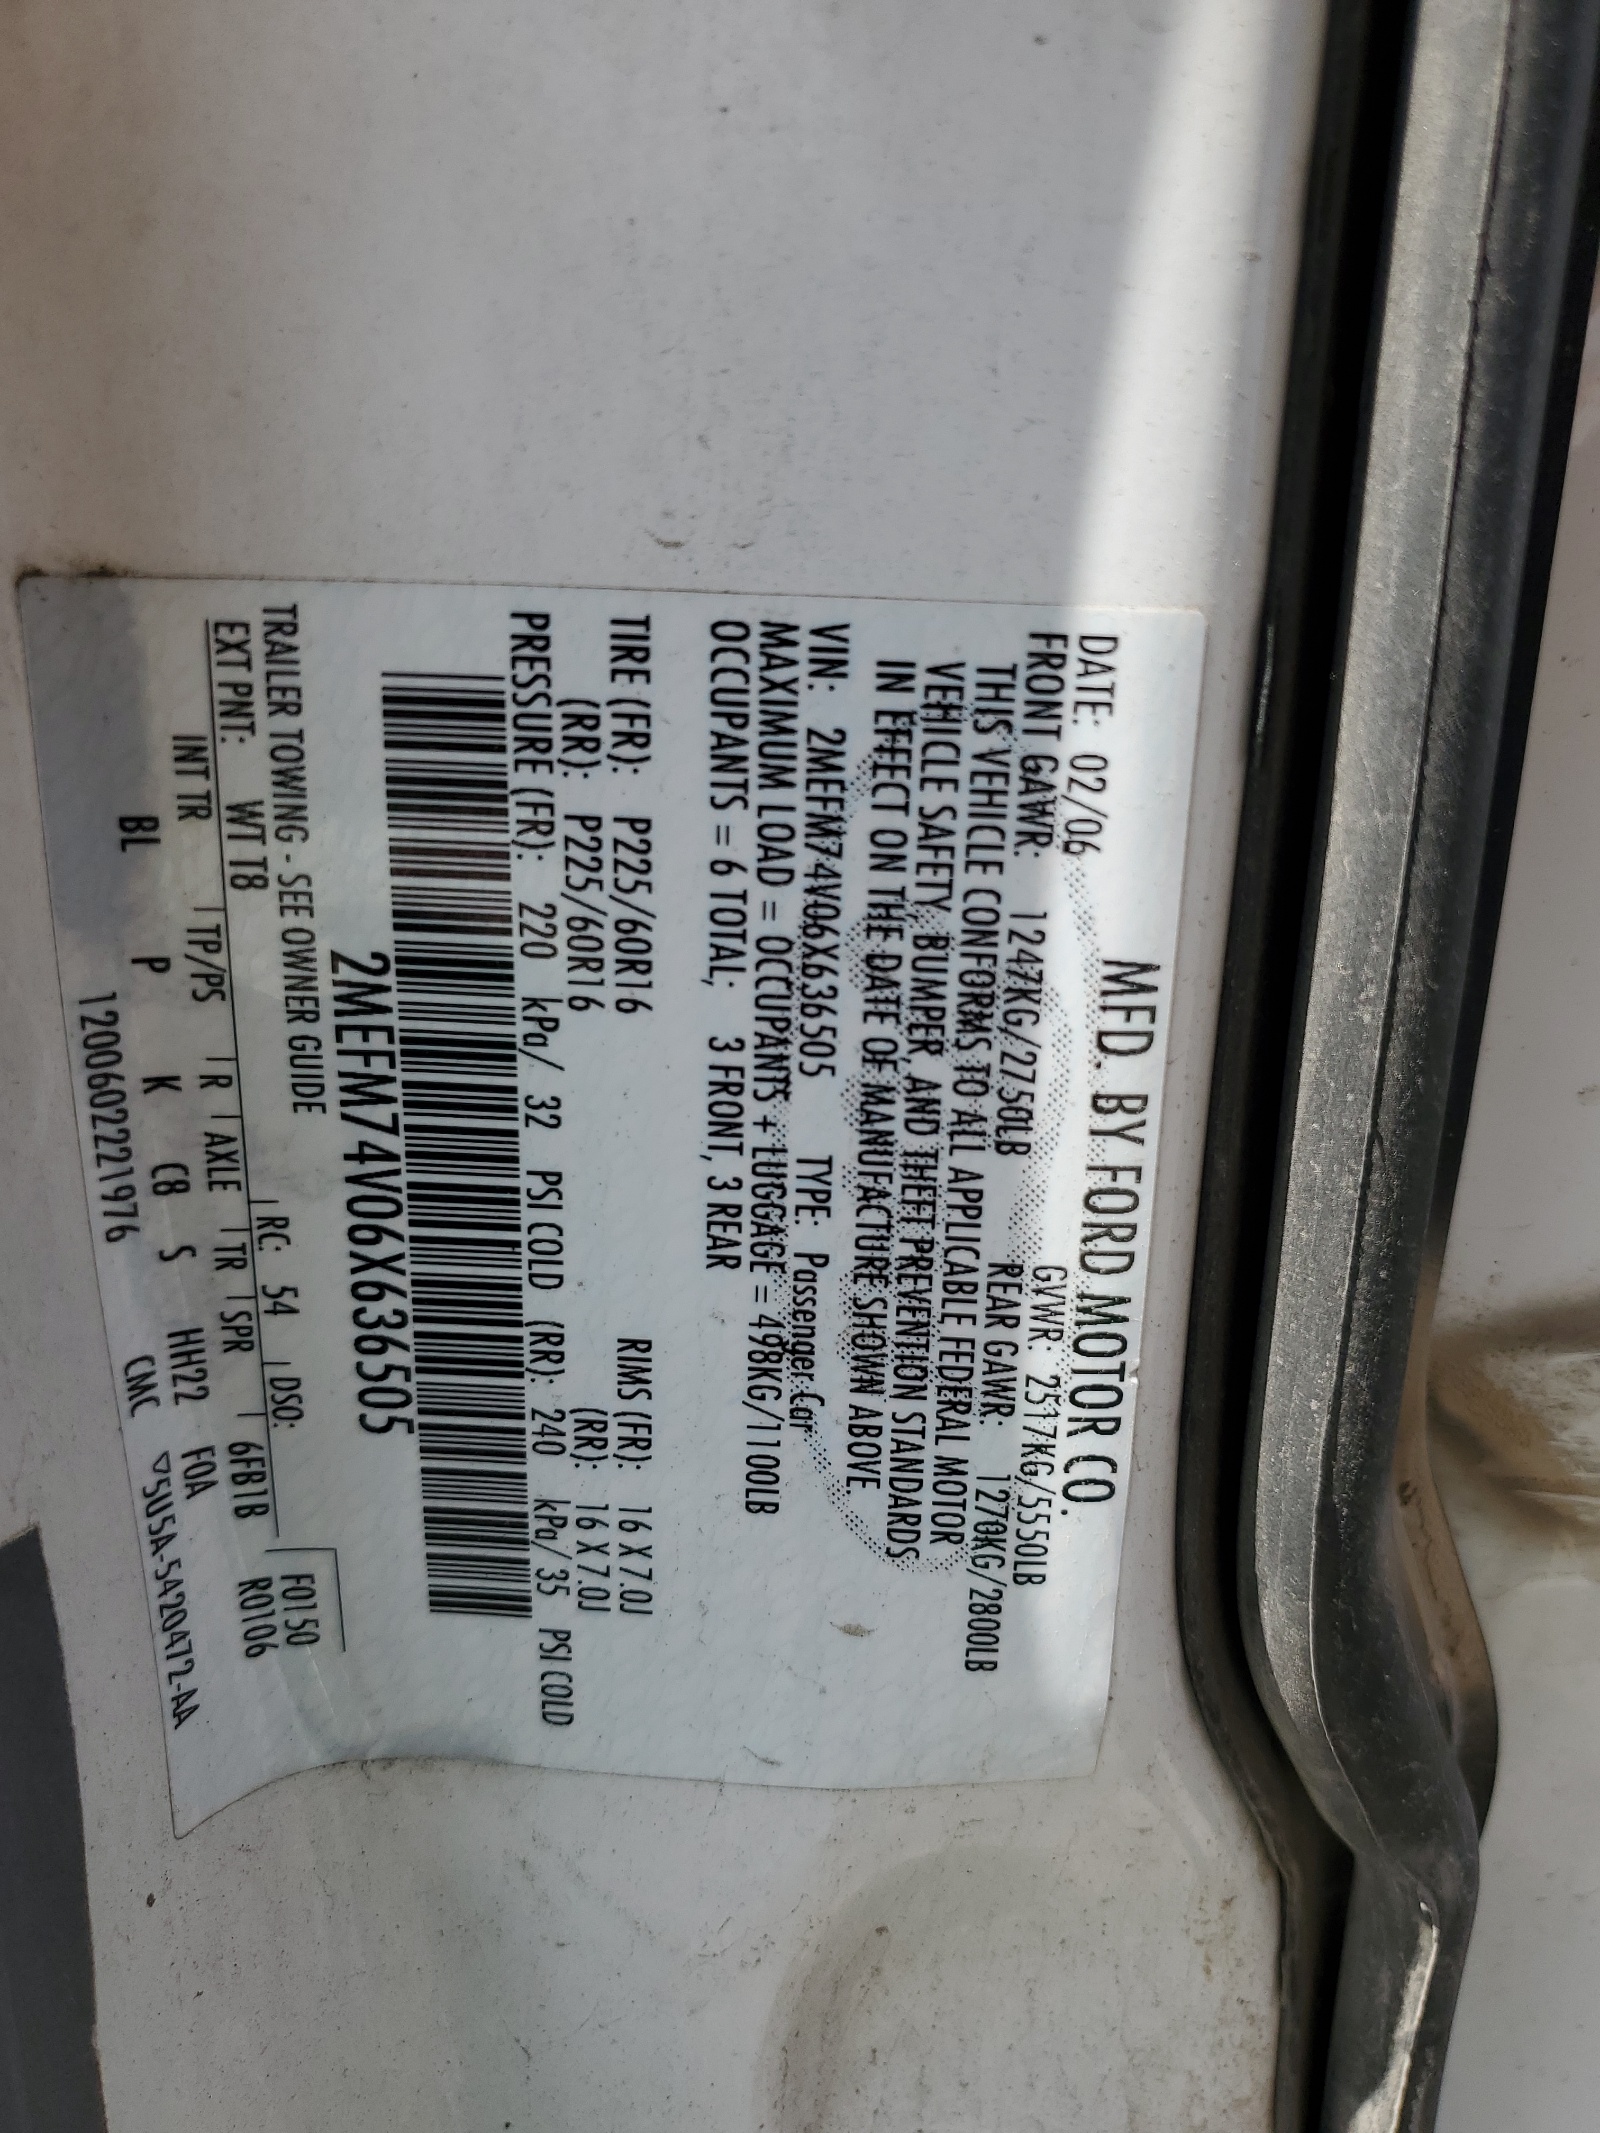 MFD. BY FORD MOTOR CO.
DATE: 02/06 GVWR: 2517KG/5550LB
FRONT GAWR: 1247KG/2750LB REAR GAWR: 1270KG/2800LB
THIS VEHICLE CONFORMS TO ALL APPLICABLE FEDERAL MOTOR
VEHICLE SAFETY, BUMPER, AND THEFT PREVENTION STANDARDS
IN EFFECT ON THE DATE OF MANUFACTURE SHOWN ABOVE.
VIN: 2MEFM74V06X636505 TYPE: Passenger Car
MAXIMUM LOAD = OCCUPANTS + LUGGAGE = 498KG/1100LB
OCCUPANTS = 6 TOTAL; 3 FRONT, 3 REAR
TIRE (FR): P225/60R16 RIMS (FR): 16 X 7.0J
(RR): P225/60R16 (RR): 16 X 7.0J
PRESSURE (FR): 220 kPa/ 32 PSI COLD (RR): 240 kPa/ 35 PSI COLD
2MEFM74V06X636505
TRAILER TOWING - SEE OWNER GUIDE
F0150
R0106
EXT PNT: WT T8 RC: 54 DSO:
INT TR TP/PS R AXLE TR SPR 6FB1B
BL P K C8 S HH22 F0A
12006022221976 CMC ▽5U5A-5420472-AA